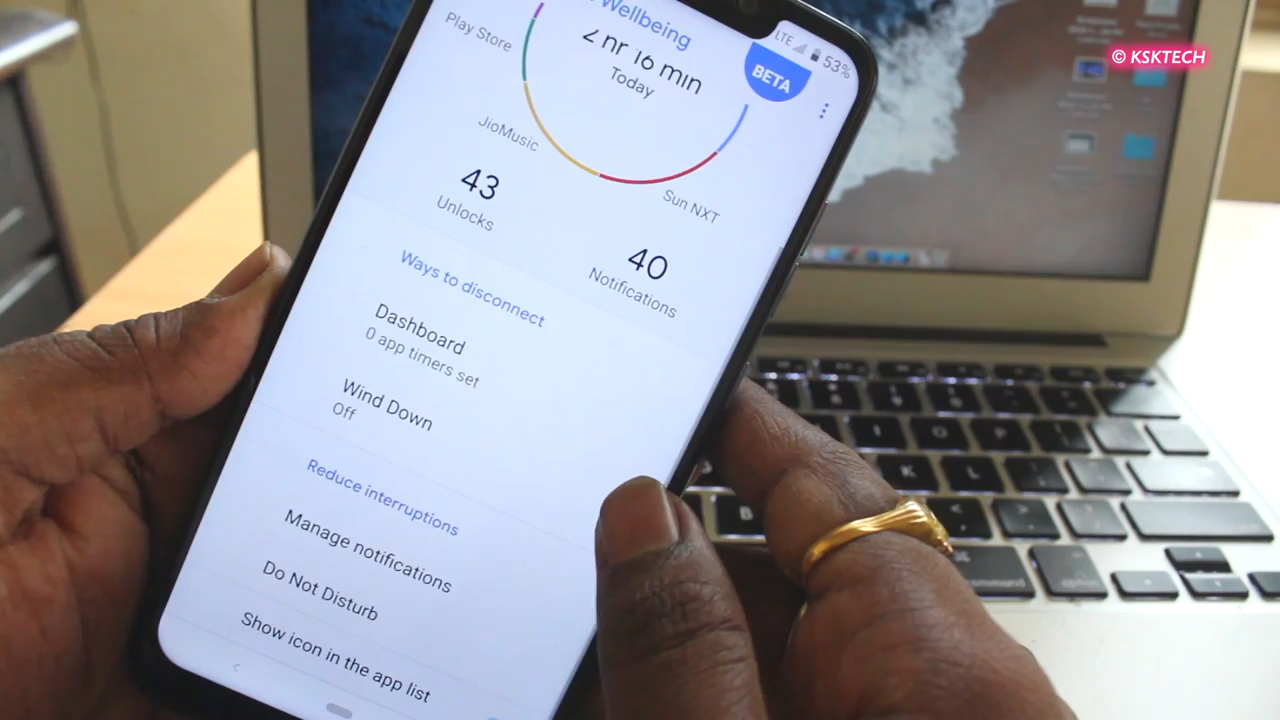 Wellbeing
LTE
53%
BETA
Play Store
2 hr 16 min
Today
JioMusic
Sun NXT
43
Unlocks
40
Notifications
Ways to disconnect
Dashboard
0 app timers set
Wind Down
Off
Reduce interruptions
Manage notifications
Do Not Disturb
Show icon in the app list
© KSKTECH
I
O
P
K
L
B
<
>
command
option